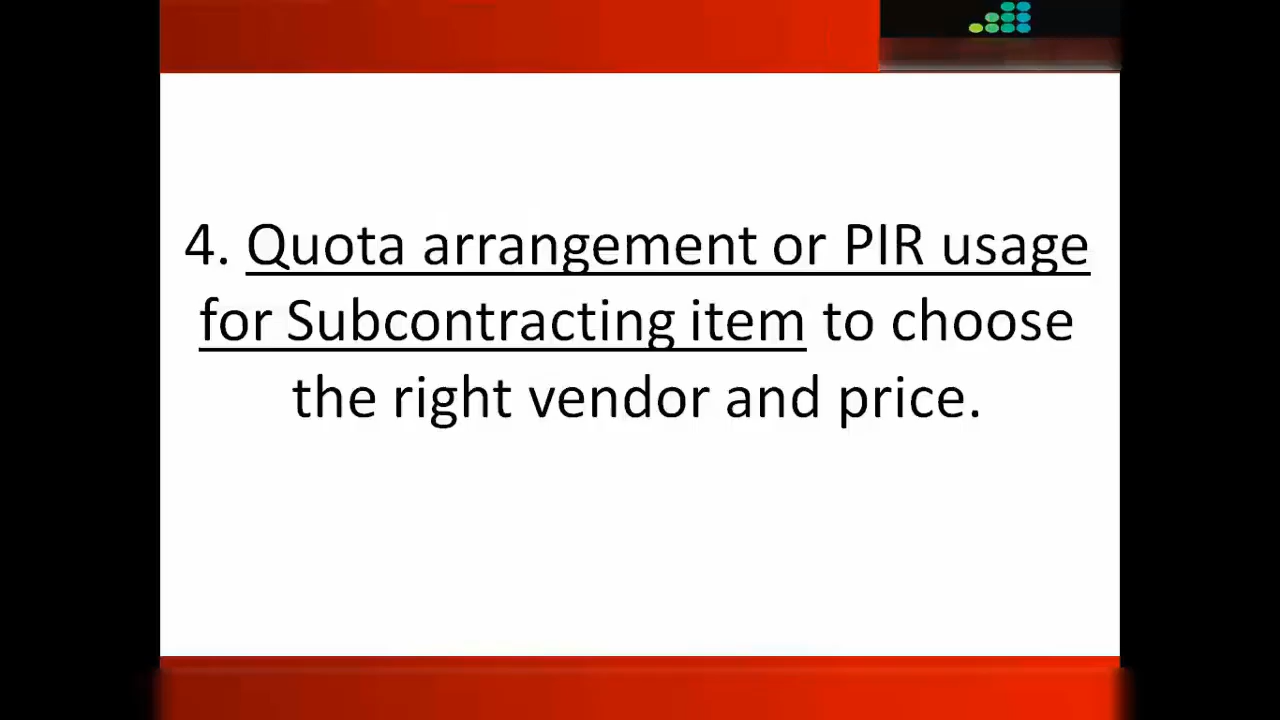 4. Quota arrangement or PIR usage
for Subcontracting item to choose
the right vendor and price.